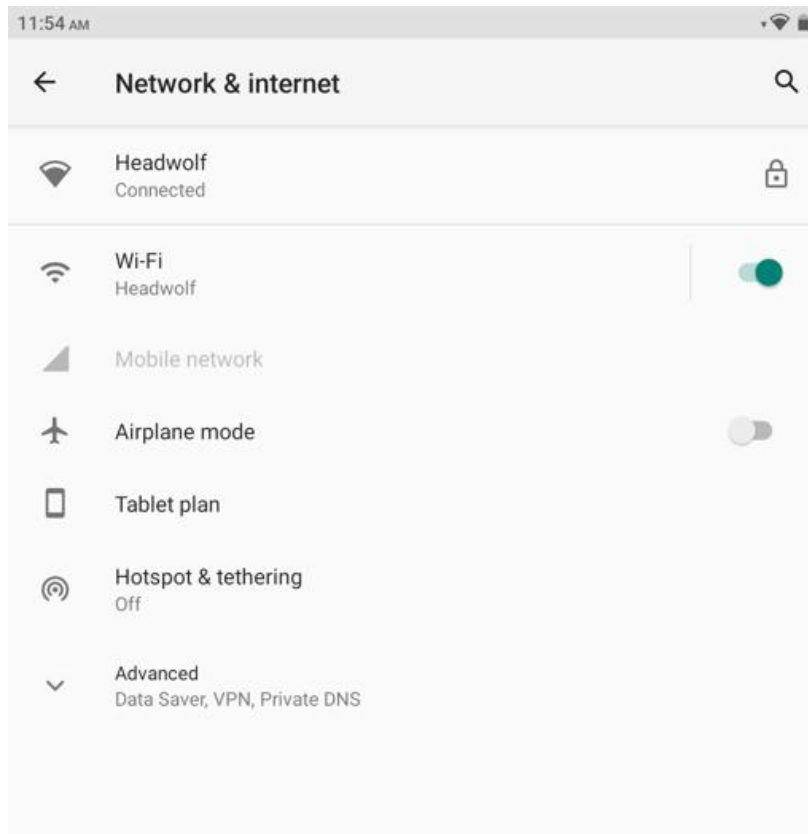 11:54 AM
Network & internet
Headwolf
Connected
Wi-Fi
Headwolf
Mobile network
Airplane mode
Tablet plan
Hotspot & tethering
Off
Advanced
Data Saver, VPN, Private DNS